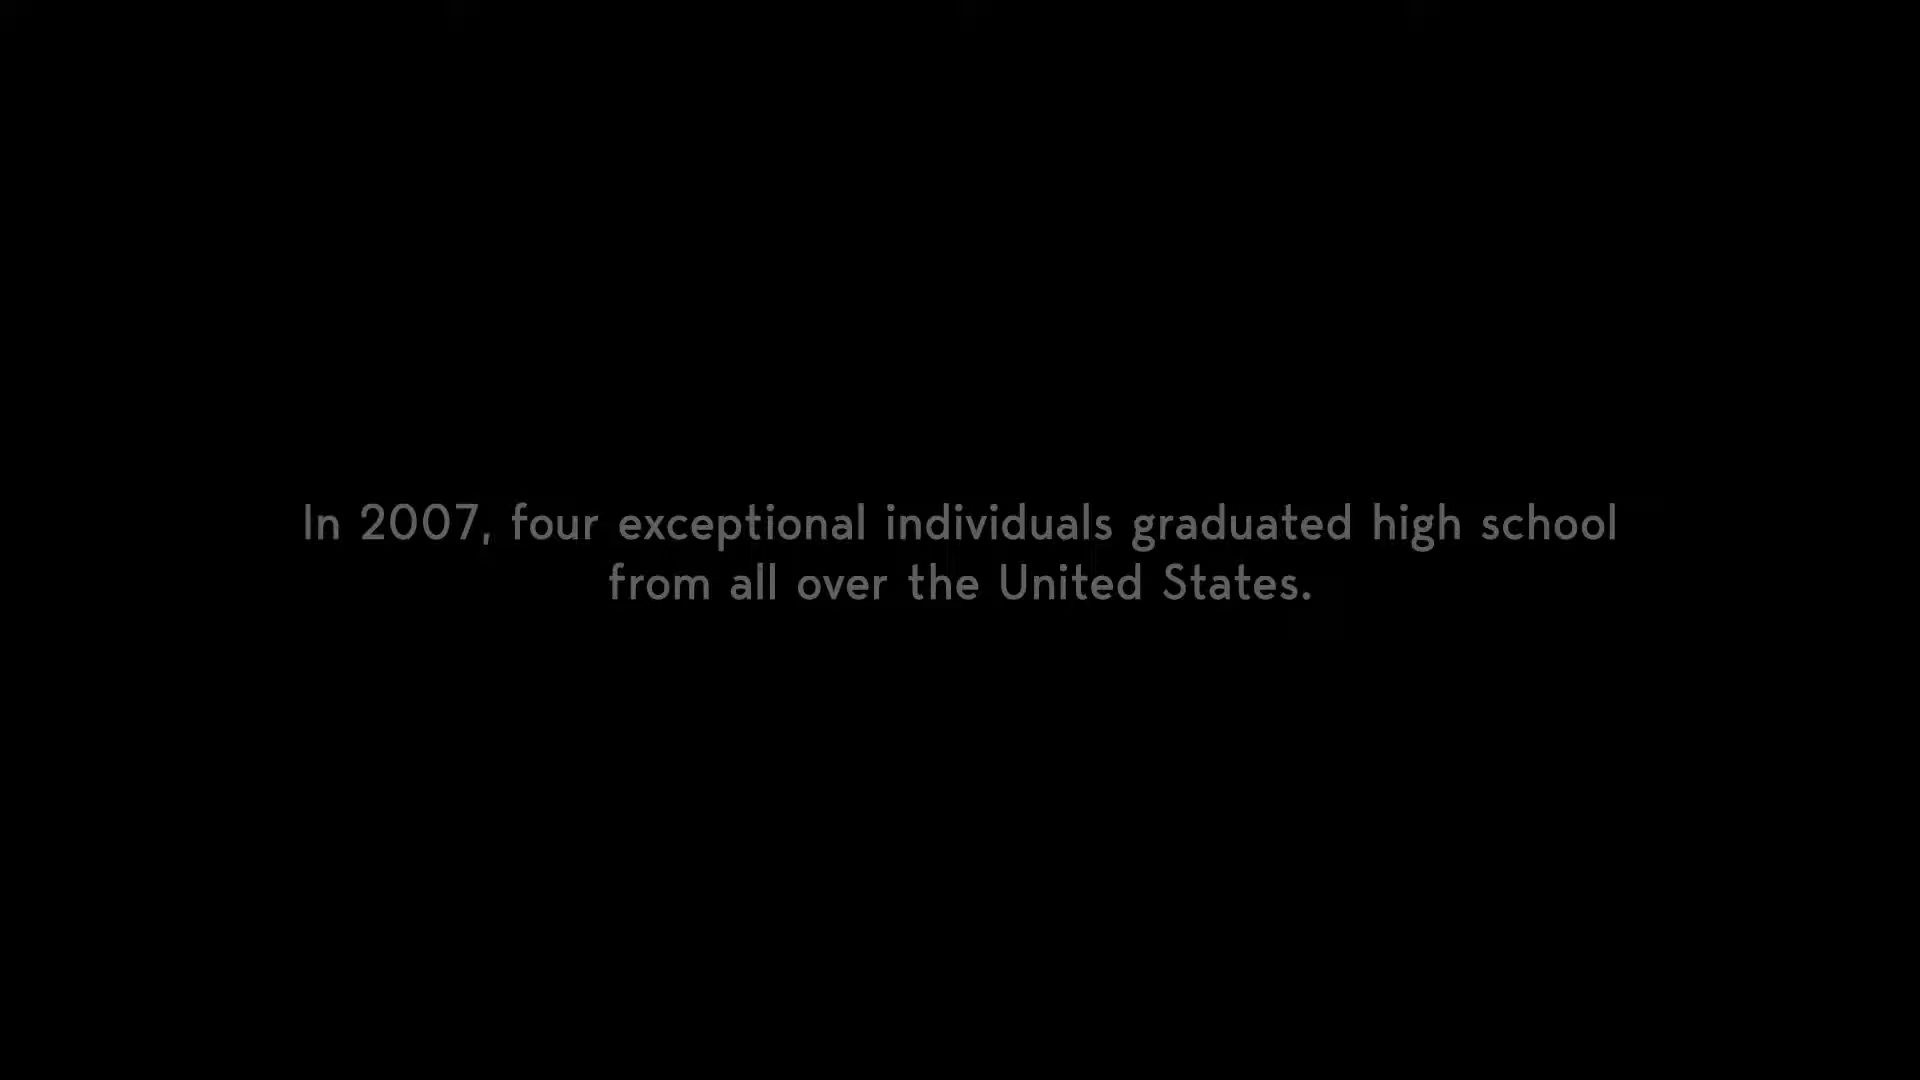 In 2007, four exceptional individuals graduated high school
from all over the United States.